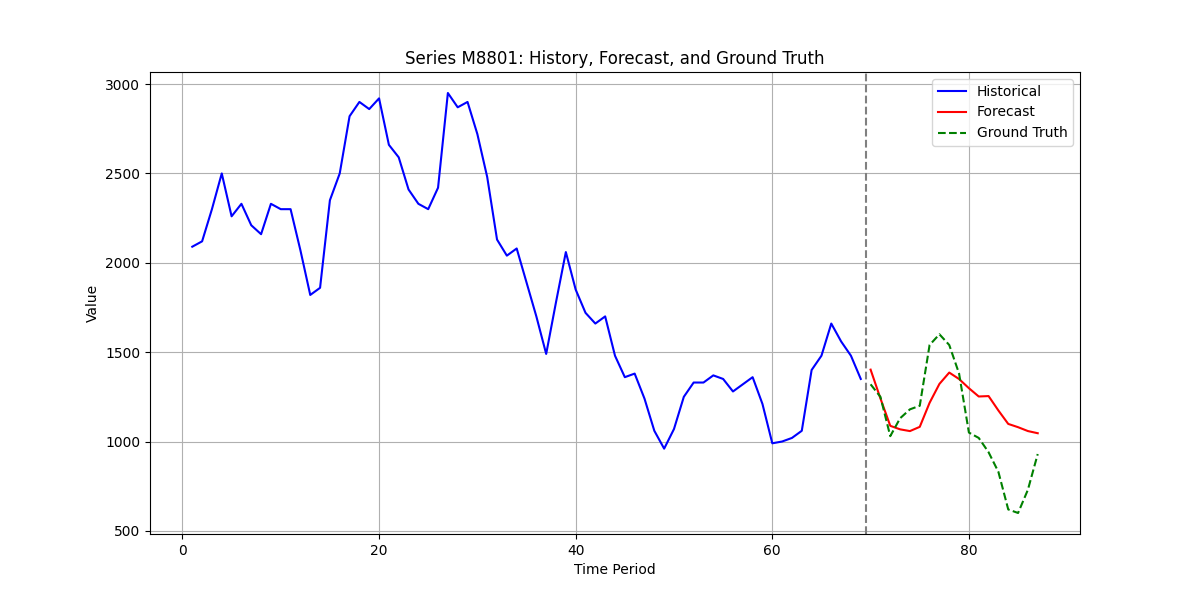 Series M8801: History, Forecast, and Ground Truth
Value
3000
2500
2000
1500
1000
500
0
20
40
60
80
Time Period
Historical
Forecast
Ground Truth